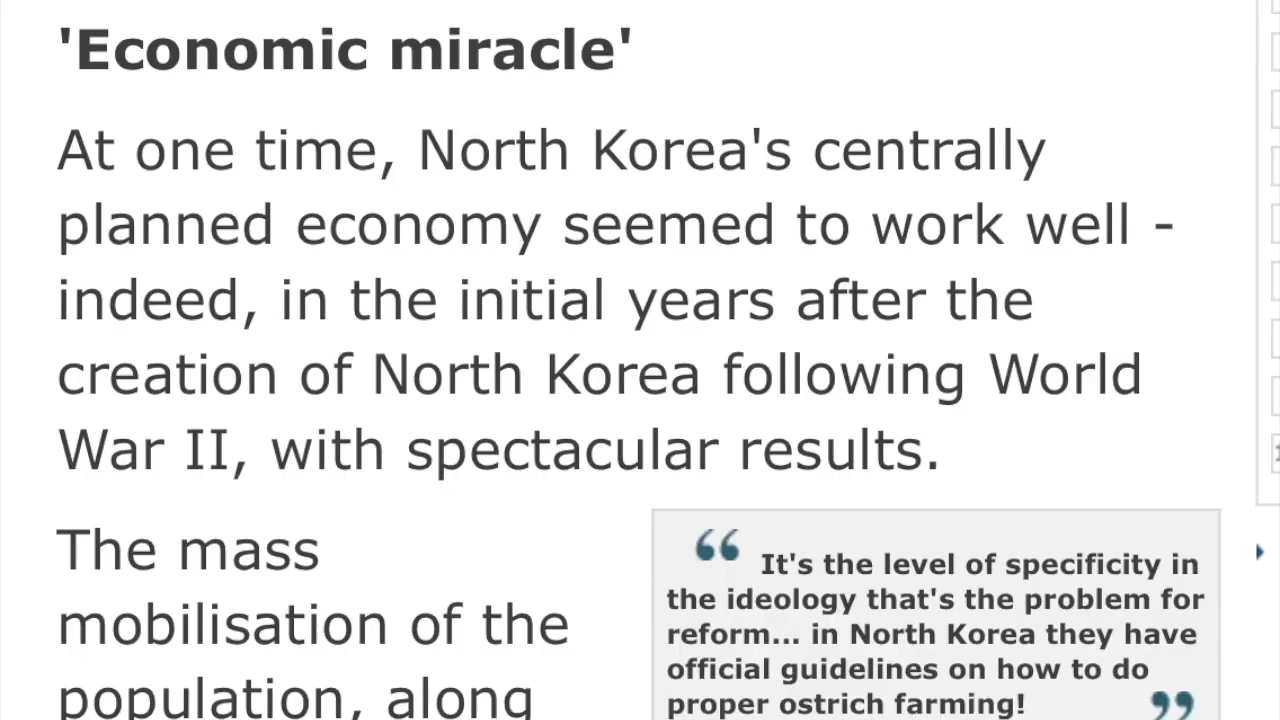 'Economic miracle'
At one time, North Korea's centrally
planned economy seemed to work well -
indeed, in the initial years after the
creation of North Korea following World
War II, with spectacular results.
The mass
mobilisation of the
population, along
“ It's the level of specificity in
the ideology that's the problem for
reform... in North Korea they have
official guidelines on how to do
proper ostrich farming! ”